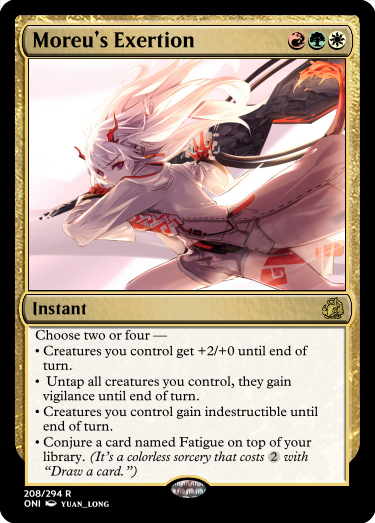 Moreu's Exertion
Instant
Choose two or four —
• Creatures you control get +2/+0 until end of
turn.
• Untap all creatures you control, they gain
vigilance until end of turn.
• Creatures you control gain indestructible until
end of turn.
• Conjure a card named Fatigue on top of your
library. (It's a colorless sorcery that costs 2 with
“Draw a card.”)
208/294 R
ONI YUAN_LONG